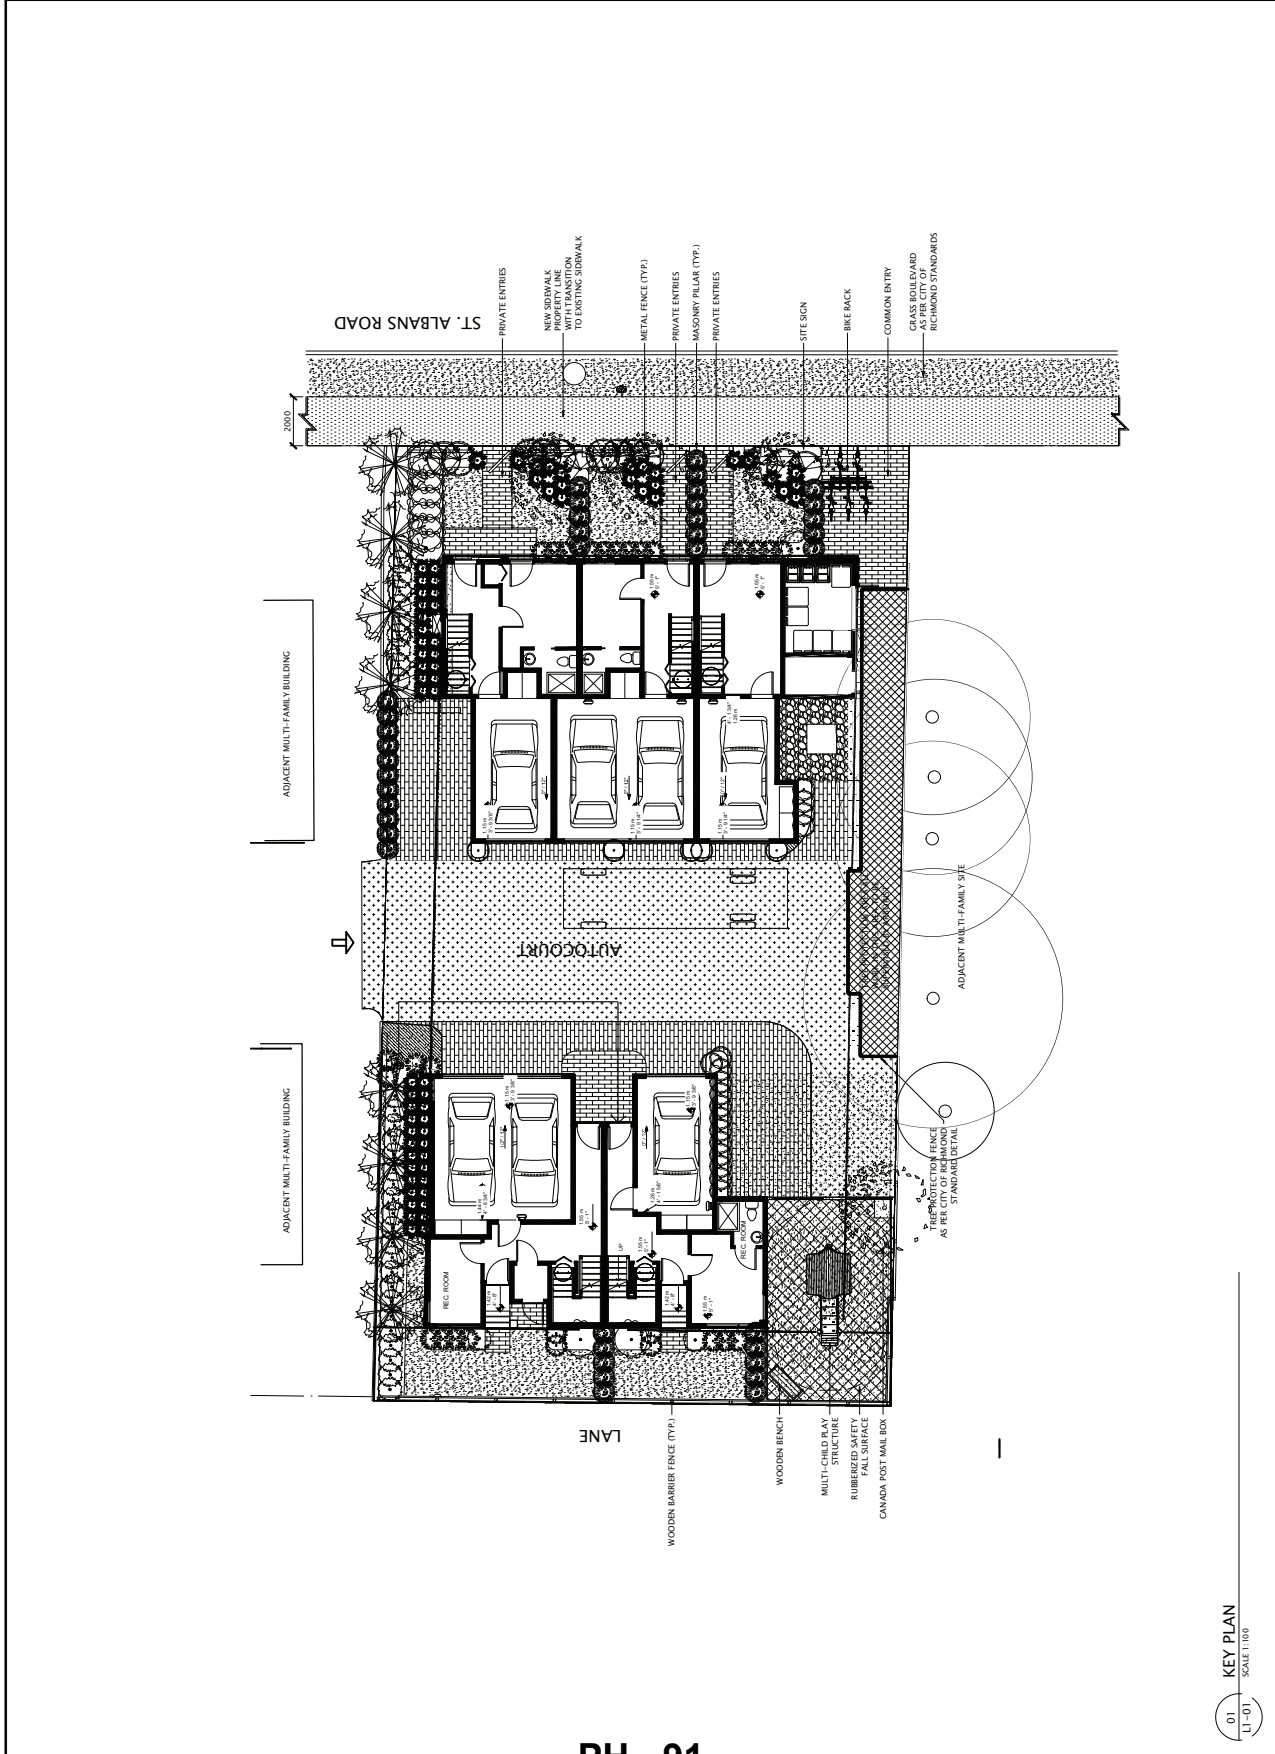 ST. ALBANS ROAD
PRIVATE ENTRIES
NEW SIDEWALK
PROPERTY LINE
WITH TRANSITION
TO EXISTING SIDEWALK
METAL FENCE (TYP.)
PRIVATE ENTRIES
MASONRY PILLAR (TYP.)
PRIVATE ENTRIES
SITE SIGN
BIKE RACK
COMMON ENTRY
GRASS BOULEVARD
AS PER CITY OF
RICHMOND STANDARDS
2000
ADJACENT MULTI-FAMILY BUILDING
AUTOCOURT
ADJACENT MULTI-FAMILY SITE
ADJACENT MULTI-FAMILY BUILDING
TREE PROTECTION FENCE
AS PER CITY OF RICHMOND
STANDARD DETAIL
REC. ROOM
UP
REC. ROOM
LANE
WOODEN BARRIER FENCE (TYP.)
WOODEN BENCH
MULTI-CHILD PLAY
STRUCTURE
RUBBERIZED SAFETY
FALL SURFACE
CANADA POST MAIL BOX
01
L1-01
KEY PLAN
SCALE 1:100
PH - 91